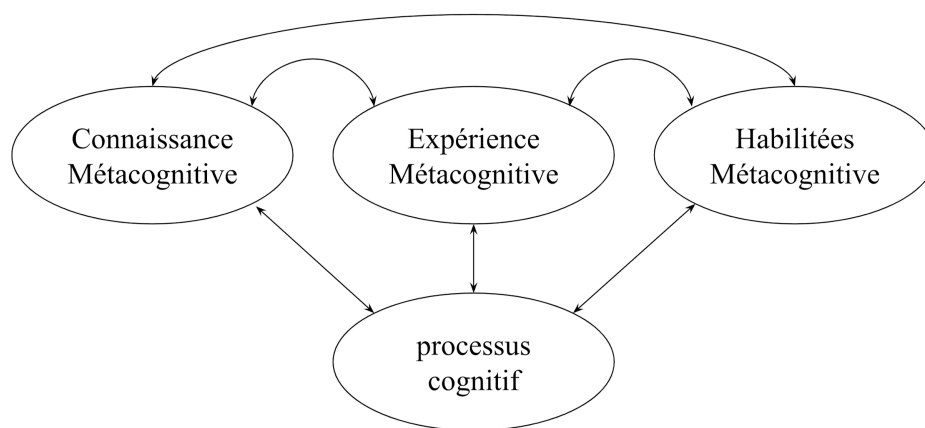 Connaissance
Métacognitive
Expérience
Métacognitive
Habilitées
Métacognitive
processus
cognitif